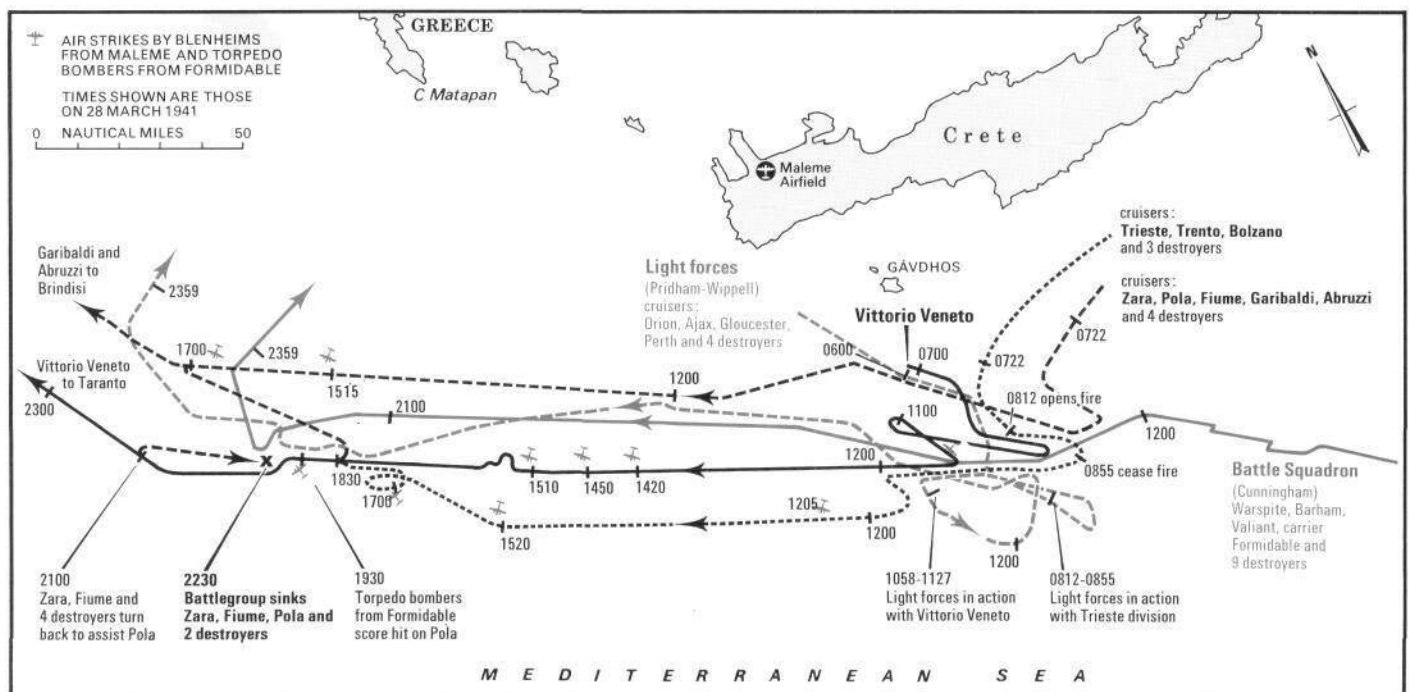 AIR STRIKES BY BLENHEIMS
FROM MALEME AND TORPEDO
BOMBERS FROM FORMIDABLE
TIMES SHOWN ARE THOSE
ON 28 MARCH 1941
0 NAUTICAL MILES 50
GREECE
C Matapan
N
Crete
Maleme
Airfield
cruisers:
Trieste, Trento, Bolzano
and 3 destroyers
cruisers:
Zara, Pola, Fiume, Garibaldi, Abruzzi
and 4 destroyers
Garibaldi and
Abruzzi to
Brindisi
2359
Light forces
(Pridham-Wippell)
cruisers:
Orion, Ajax, Gloucester,
Perth and 4 destroyers
GÁVDHOS
Vittorio Veneto
0600
0700
0722
0722
1700
2359
1515
1200
Vittorio Veneto
to Taranto
2300
2100
1100
0812 opens fire
1200
0855 cease fire
1830
1510
1450
1420
1200
1700
1520
1205
1200
1200
Battle Squadron
(Cunningham)
Warspite, Barham,
Valiant, carrier
Formidable and
9 destroyers
2100
Zara, Fiume and
4 destroyers turn
back to assist Pola
2230
Battlegroup sinks
Zara, Fiume, Pola and
2 destroyers
1930
Torpedo bombers
from Formidable
score hit on Pola
1058-1127
Light forces in action
with Vittorio Veneto
0812-0855
Light forces in action
with Trieste division
MEDITERRANEAN SEA